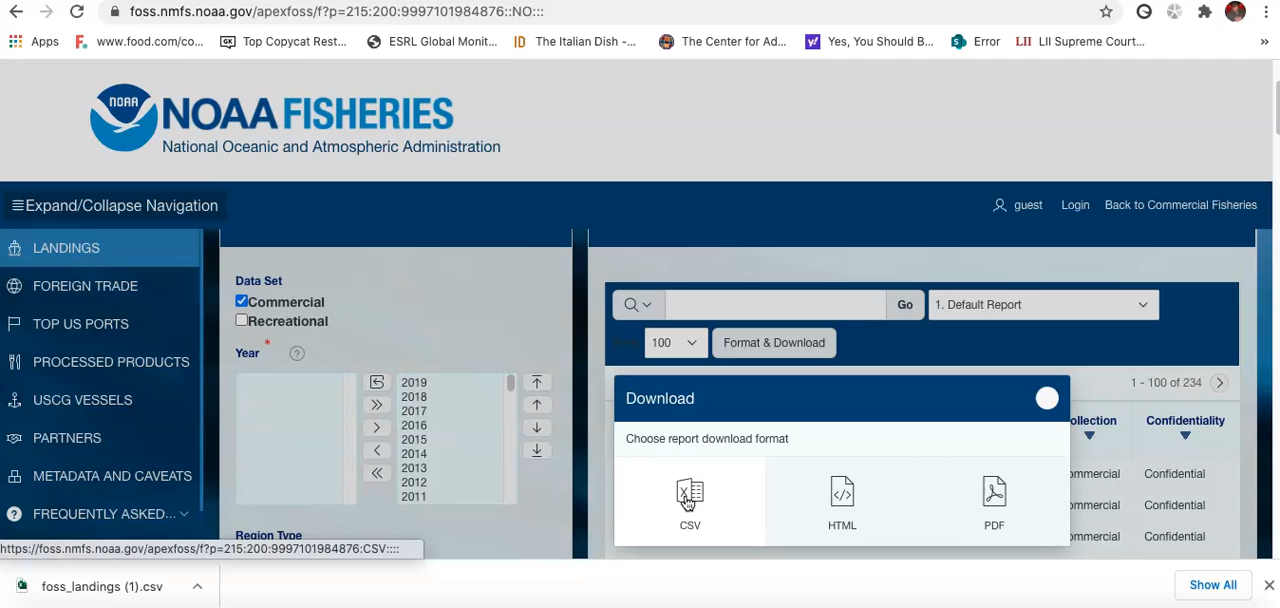 foss.nmfs.noaa.gov/apexfoss/f?p=215:200:9997101984876::NO:::
Apps www.food.com/co... Top Copycat Rest... ESRL Global Monit... The Italian Dish -... The Center for Ad... Yes, You Should B... Error LII LII Supreme Court... »
NOAA
NOAA FISHERIES
National Oceanic and Atmospheric Administration
Expand/Collapse Navigation guest Login Back to Commercial Fisheries
LANDINGS
FOREIGN TRADE
TOP US PORTS
PROCESSED PRODUCTS
USCG VESSELS
PARTNERS
METADATA AND CAVEATS
FREQUENTLY ASKED...
Data Set
Commercial
Recreational
Year * ?
2019
2018
2017
2016
2015
2014
2013
2012
2011
Region Type
Go 1. Default Report
100 Format & Download
1 - 100 of 234
Download
Choose report download format
CSV HTML PDF
ollection Confidentiality
mmercial Confidential
mmercial Confidential
mmercial Confidential
https://foss.nmfs.noaa.gov/apexfoss/f?p=215:200:9997101984876:CSV::::
foss_landings (1).csv Show All